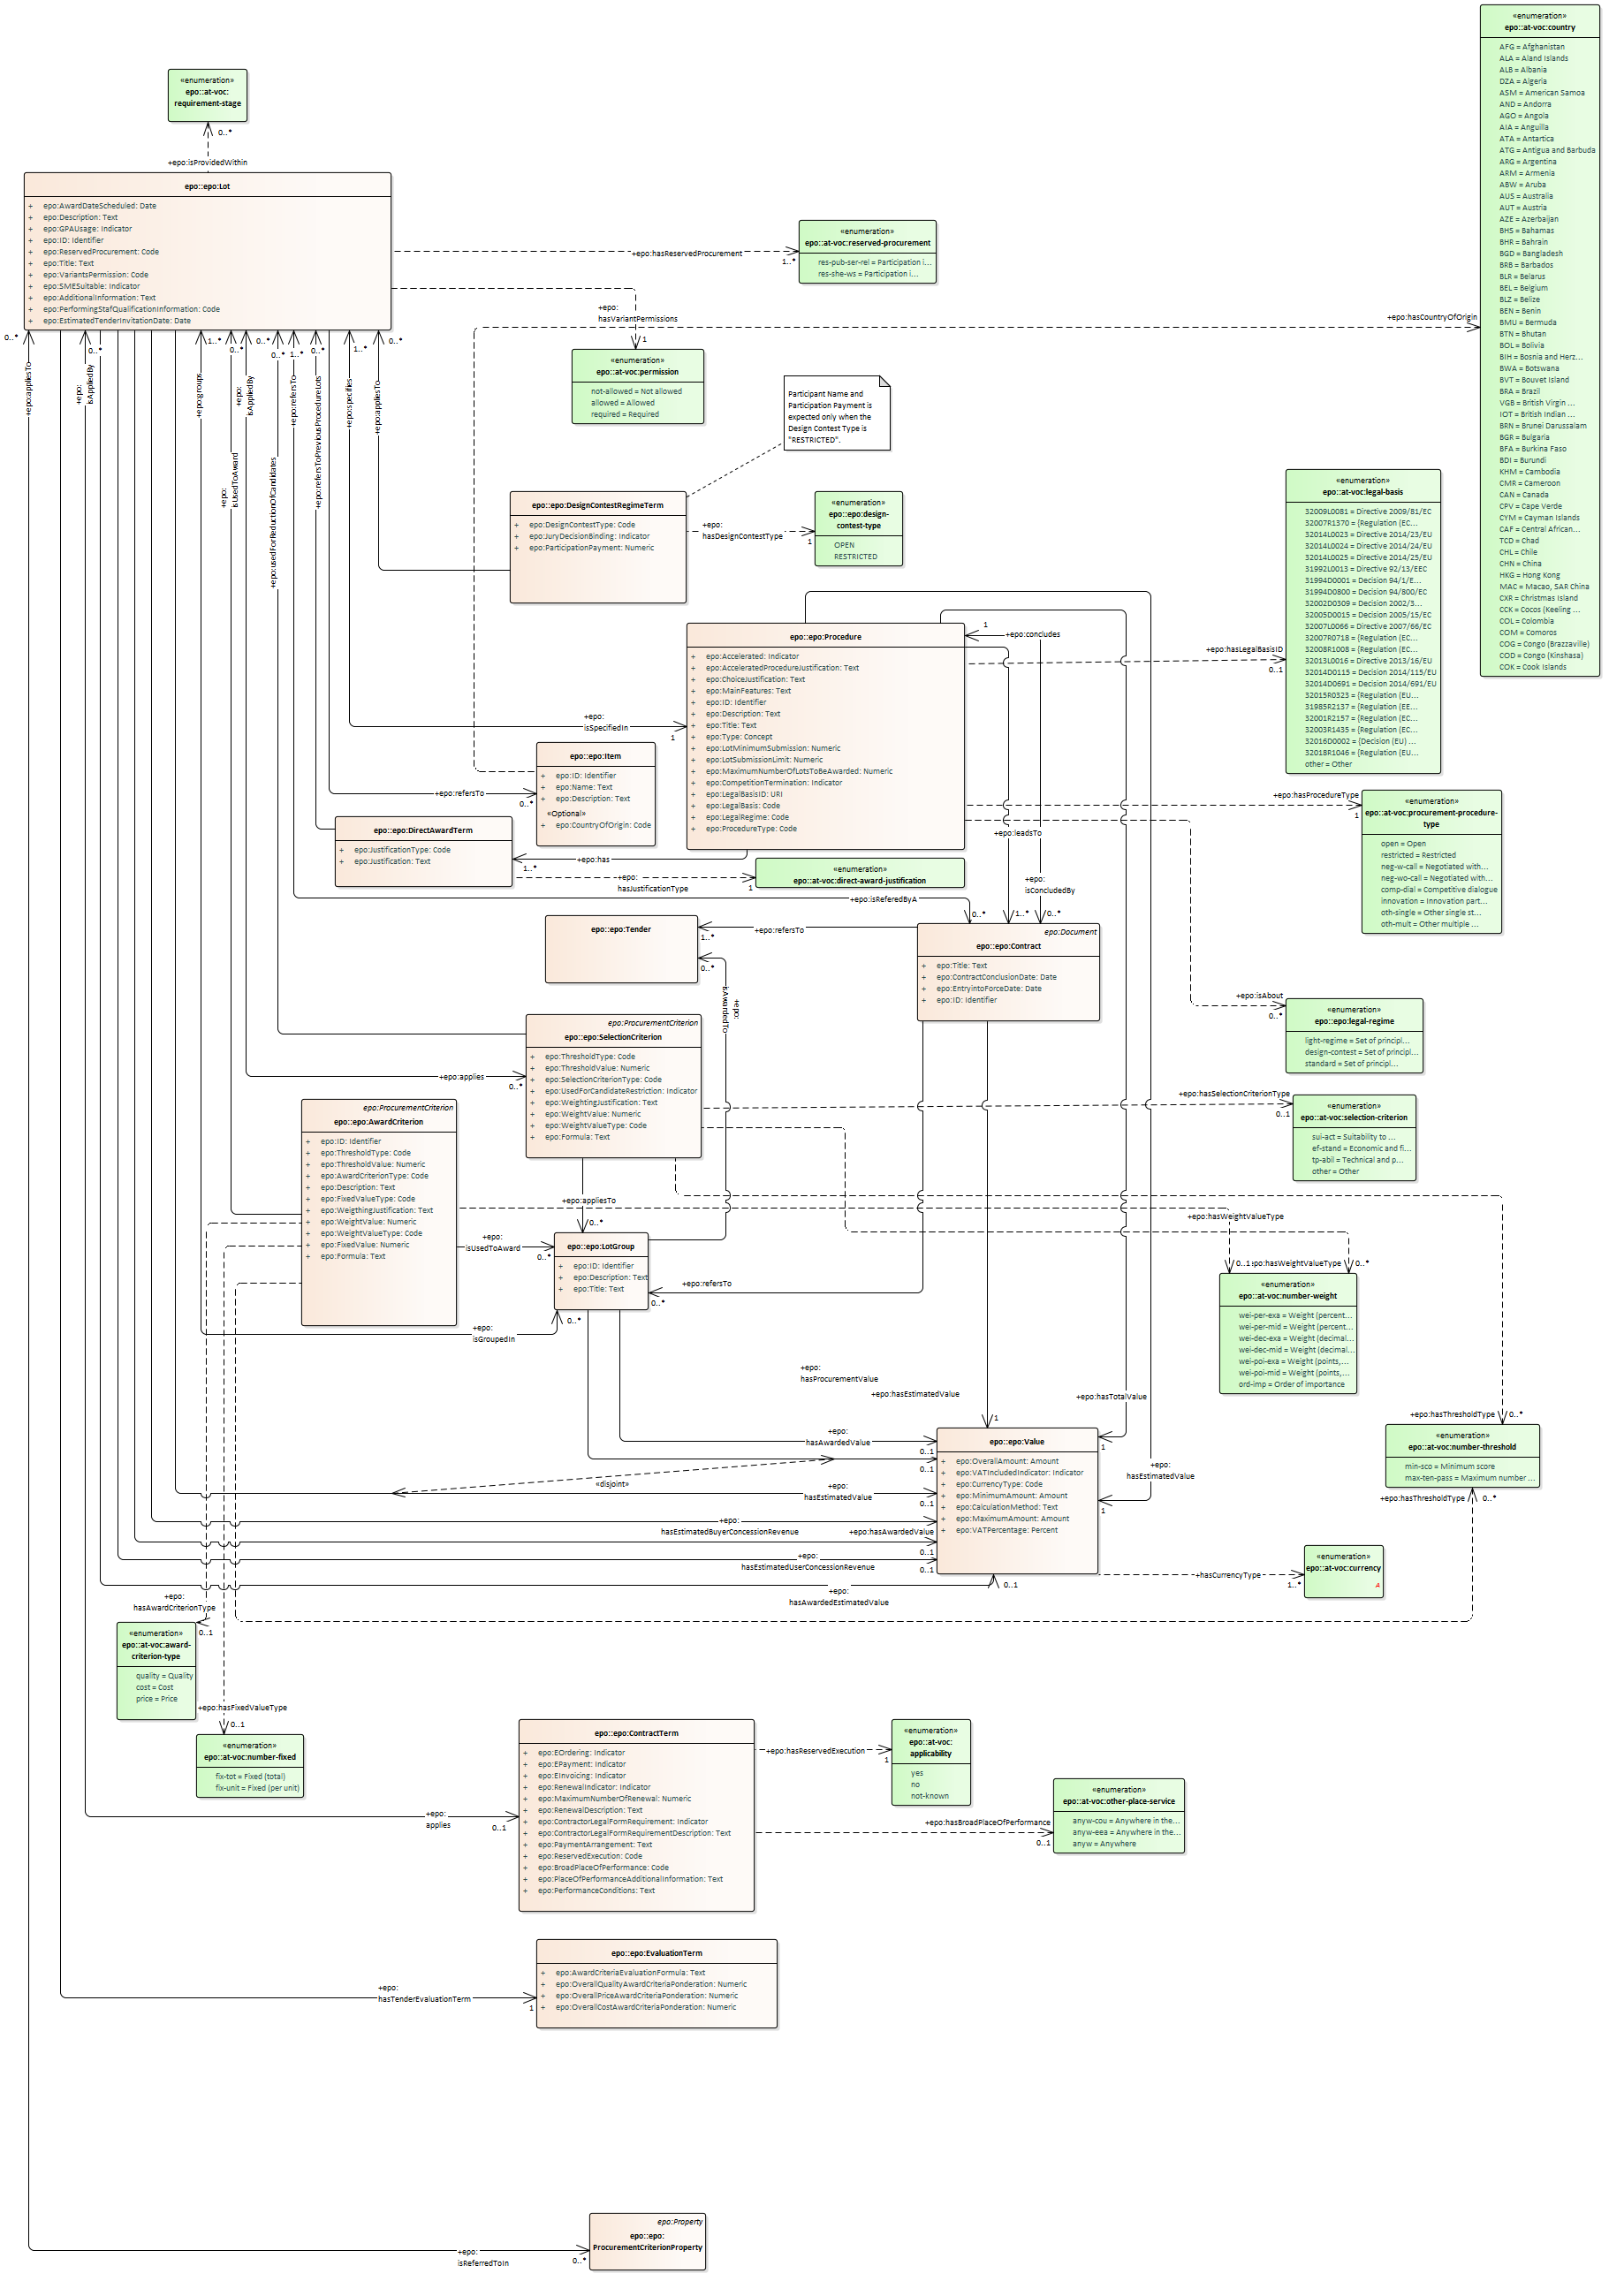 «enumeration»
epo::at-voc:country
AFG = Afghanistan
ALA = Aland Islands
ALB = Albania
DZA = Algeria
ASM = American Samoa
AND = Andorra
AGO = Angola
AIA = Anguilla
ATA = Antartica
ATG = Antigua and Barbuda
ARG = Argentina
ARM = Armenia
ABW = Aruba
AUS = Australia
AUT = Austria
AZE = Azerbaijan
BHS = Bahamas
BHR = Bahrain
BGD = Bangladesh
BRB = Barbados
BLR = Belarus
BEL = Belgium
BLZ = Belize
BEN = Benin
BMU = Bermuda
BTN = Bhutan
BOL = Bolivia
BIH = Bosnia and Herz...
BWA = Botswana
BVT = Bouvet Island
BRA = Brazil
VGB = British Virgin ...
IOT = British Indian ...
BRN = Brunei Darussalam
BGR = Bulgaria
BFA = Burkina Faso
BDI = Burundi
KHM = Cambodia
CMR = Cameroon
CAN = Canada
CPV = Cape Verde
CYM = Cayman Islands
CAF = Central African...
TCD = Chad
CHL = Chile
CHN = China
HKG = Hong Kong
MAC = Macao, SAR China
CXR = Christmas Island
CCK = Cocos (Keeling ...
COL = Colombia
COM = Comoros
COG = Congo (Brazzaville)
COD = Congo (Kinshasa)
COK = Cook Islands
«enumeration»
epo::at-voc:
requirement-stage
0..*
+epo:isProvidedWithin
epo::epo:Lot
+ epo:AwardDateScheduled: Date
+ epo:Description: Text
+ epo:GPAUsage: Indicator
+ epo:ID: Identifier
+ epo:ReservedProcurement: Code
+ epo:Title: Text
+ epo:VariantsPermission: Code
+ epo:SMESuitable: Indicator
+ epo:AdditionalInformation: Text
+ epo:PerformingStafQualificationInformation: Code
+ epo:EstimatedTenderInvitationDate: Date
+epo:hasReservedProcurement
1..*
«enumeration»
epo::at-voc:reserved-procurement
res-pub-ser-rel = Participation i...
res-she-ws = Participation i...
+epo:
hasVariantPermissions
1
+epo:hasCountryOfOrigin
«enumeration»
epo::at-voc:permission
not-allowed = Not allowed
allowed = Allowed
required = Required
0..*
+epo:appliesTo
0..*
+epo:
isAppliedBy
1..*
+epo:groups
0..*
+epo:
isUsedToAward
0..*
+epo:
isAppliedBy
0..*
+epo:usedForReductionOfCandidates
1..*
+epo:refersTo
0..*
+epo:refersToPreviousProcedureLots
1..*
+epo:specifies
0..*
+epo:appliesTo
Participant Name and
Participation Payment is
expected only when the
Design Contest Type is
"RESTRICTED".
epo::epo:DesignContestRegimeTerm
+ epo:DesignContestType: Code
+ epo:JuryDecisionBinding: Indicator
+ epo:ParticipationPayment: Numeric
+epo:
hasDesignContestType
1
«enumeration»
epo::epo:design-
contest-type
OPEN
RESTRICTED
«enumeration»
epo::at-voc:legal-basis
32009L0081 = Directive 2009/81/EC
32007R1370 = (Regulation (EC...
32014L0023 = Directive 2014/23/EU
32014L0024 = Directive 2014/24/EU
32014L0025 = Directive 2014/25/EU
31992L0013 = Directive 92/13/EEC
31994D0001 = Decision 94/1/E...
31994D0800 = Decision 94/800/EC
32002D0309 = Decision 2002/3...
32005D0015 = Decision 2005/15/EC
32007L0066 = Directive 2007/66/EC
32007R0718 = (Regulation (EC...
32008R1008 = (Regulation (EC...
32013L0016 = Directive 2013/16/EU
32014D0115 = Decision 2014/115/EU
32014D0691 = Decision 2014/691/EU
32015R0323 = (Regulation (EU...
31985R2137 = (Regulation (EE...
32001R2157 = (Regulation (EC...
32003R1435 = (Regulation (EC...
32016D0002 = (Decision (EU) ...
32018R1046 = (Regulation (EU...
other = Other
epo::epo:Procedure
+ epo:Accelerated: Indicator
+ epo:AcceleratedProcedureJustification: Text
+ epo:ChoiceJustification: Text
+ epo:MainFeatures: Text
+ epo:ID: Identifier
+ epo:Description: Text
+ epo:Title: Text
+ epo:Type: Concept
+ epo:LotMinimumSubmission: Numeric
+ epo:LotSubmissionLimit: Numeric
+ epo:MaximumNumberOfLotsToBeAwarded: Numeric
+ epo:CompetitionTermination: Indicator
+ epo:LegalBasisID: URI
+ epo:LegalBasis: Code
+ epo:LegalRegime: Code
+ epo:ProcedureType: Code
1
+epo:concludes
+epo:hasLegalBasisID
0..1
+epo:
isSpecifiedIn
1
epo::epo:Item
+ epo:ID: Identifier
+ epo:Name: Text
+ epo:Description: Text
«Optional»
+ epo:CountryOfOrigin: Code
+epo:refersTo
0..*
epo::epo:DirectAwardTerm
+ epo:JustificationType: Code
+ epo:Justification: Text
+epo:has
1..*
+epo:
hasJustificationType
1
«enumeration»
epo::at-voc:direct-award-justification
+epo:hasProcedureType
1
«enumeration»
epo::at-voc:procurement-procedure-
type
open = Open
restricted = Restricted
neg-w-call = Negotiated with...
neg-wo-call = Negotiated with...
comp-dial = Competitive dialogue
innovation = Innovation part...
oth-single = Other single st...
oth-mult = Other multiple ...
+epo:leadsTo
1..*
+epo:
isConcludedBy
0..*
+epo:isReferedByA
0..*
epo::epo:Tender
+epo:refersTo
1..*
0..*
+epo:
isAwardedTo
epo:Document
epo::epo:Contract
+ epo:Title: Text
+ epo:ContractConclusionDate: Date
+ epo:EntryintoForceDate: Date
+ epo:ID: Identifier
+epo:isAbout
0..*
«enumeration»
epo::epo:legal-regime
light-regime = Set of principl...
design-contest = Set of principl...
standard = Set of principl...
epo:ProcurementCriterion
epo::epo:SelectionCriterion
+ epo:ThresholdType: Code
+ epo:ThresholdValue: Numeric
+ epo:SelectionCriterionType: Code
+ epo:UsedForCandidateRestriction: Indicator
+ epo:WeightingJustification: Text
+ epo:WeightValue: Numeric
+ epo:WeightValueType: Code
+ epo:Formula: Text
+epo:applies
0..*
+epo:hasSelectionCriterionType
0..1
«enumeration»
epo::at-voc:selection-criterion
sui-act = Suitability to ...
ef-stand = Economic and fi...
tp-abil = Technical and p...
other = Other
epo:ProcurementCriterion
epo::epo:AwardCriterion
+ epo:ID: Identifier
+ epo:ThresholdType: Code
+ epo:ThresholdValue: Numeric
+ epo:AwardCriterionType: Code
+ epo:Description: Text
+ epo:FixedValueType: Code
+ epo:WeigthingJustification: Text
+ epo:WeightValue: Numeric
+ epo:WeightValueType: Code
+ epo:FixedValue: Numeric
+ epo:Formula: Text
+epo:appliesTo
0..*
+epo:
isUsedToAward
0..*
epo::epo:LotGroup
+ epo:ID: Identifier
+ epo:Description: Text
+ epo:Title: Text
+epo:refersTo
0..*
+epo:
isGroupedIn
0..*
+epo:hasWeightValueType
0..1
+epo:hasWeightValueType
0..*
«enumeration»
epo::at-voc:number-weight
wei-per-exa = Weight (percent...
wei-per-mid = Weight (percent...
wei-dec-exa = Weight (decimal...
wei-dec-mid = Weight (decimal...
wei-poi-exa = Weight (points,...
wei-poi-mid = Weight (points,...
ord-imp = Order of importance
+epo:
hasProcurementValue
+epo:hasEstimatedValue
+epo:hasTotalValue
1
+epo:hasThresholdType
0..*
«enumeration»
epo::at-voc:number-threshold
min-sco = Minimum score
max-ten-pass = Maximum number ...
+epo:hasThresholdType
0..*
epo::epo:Value
+ epo:OverallAmount: Amount
+ epo:VATIncludedIndicator: Indicator
+ epo:CurrencyType: Code
+ epo:MinimumAmount: Amount
+ epo:CalculationMethod: Text
+ epo:MaximumAmount: Amount
+ epo:VATPercentage: Percent
+epo:
hasAwardedValue
0..1
0..1
1
+epo:
hasEstimatedValue
1
«disjoint»
+epo:
hasEstimatedValue
0..1
+epo:
hasEstimatedBuyerConcessionRevenue
+epo:hasAwardedValue
0..1
+epo:
hasEstimatedUserConcessionRevenue
0..1
+epo:
hasAwardedEstimatedValue
0..1
+hasCurrencyType
1..*
«enumeration»
epo::at-voc:currency
+epo:
hasAwardCriterionType
0..1
«enumeration»
epo::at-voc:award-
criterion-type
quality = Quality
cost = Cost
price = Price
+epo:hasFixedValueType
0..1
«enumeration»
epo::at-voc:number-fixed
fix-tot = Fixed (total)
fix-unit = Fixed (per unit)
epo::epo:ContractTerm
+ epo:EOrdering: Indicator
+ epo:EPayment: Indicator
+ epo:EInvoicing: Indicator
+ epo:RenewalIndicator: Indicator
+ epo:MaximumNumberOfRenewal: Numeric
+ epo:RenewalDescription: Text
+ epo:ContractorLegalFormRequirement: Indicator
+ epo:ContractorLegalFormRequirementDescription: Text
+ epo:PaymentArrangement: Text
+ epo:ReservedExecution: Code
+ epo:BroadPlaceOfPerformance: Code
+ epo:PlaceOfPerformanceAdditionalInformation: Text
+ epo:PerformanceConditions: Text
+epo:
applies
0..1
+epo:hasReservedExecution
1
«enumeration»
epo::at-voc:
applicability
yes
no
not-known
+epo:hasBroadPlaceOfPerformance
0..1
«enumeration»
epo::at-voc:other-place-service
anyw-cou = Anywhere in the...
anyw-eea = Anywhere in the...
anyw = Anywhere
epo::epo:EvaluationTerm
+ epo:AwardCriteriaEvaluationFormula: Text
+ epo:OverallQualityAwardCriteriaPonderation: Numeric
+ epo:OverallPriceAwardCriteriaPonderation: Numeric
+ epo:OverallCostAwardCriteriaPonderation: Numeric
+epo:
hasTenderEvaluationTerm
1
epo:Property
epo::epo:
ProcurementCriterionProperty
+epo:
isReferredToIn
0..*